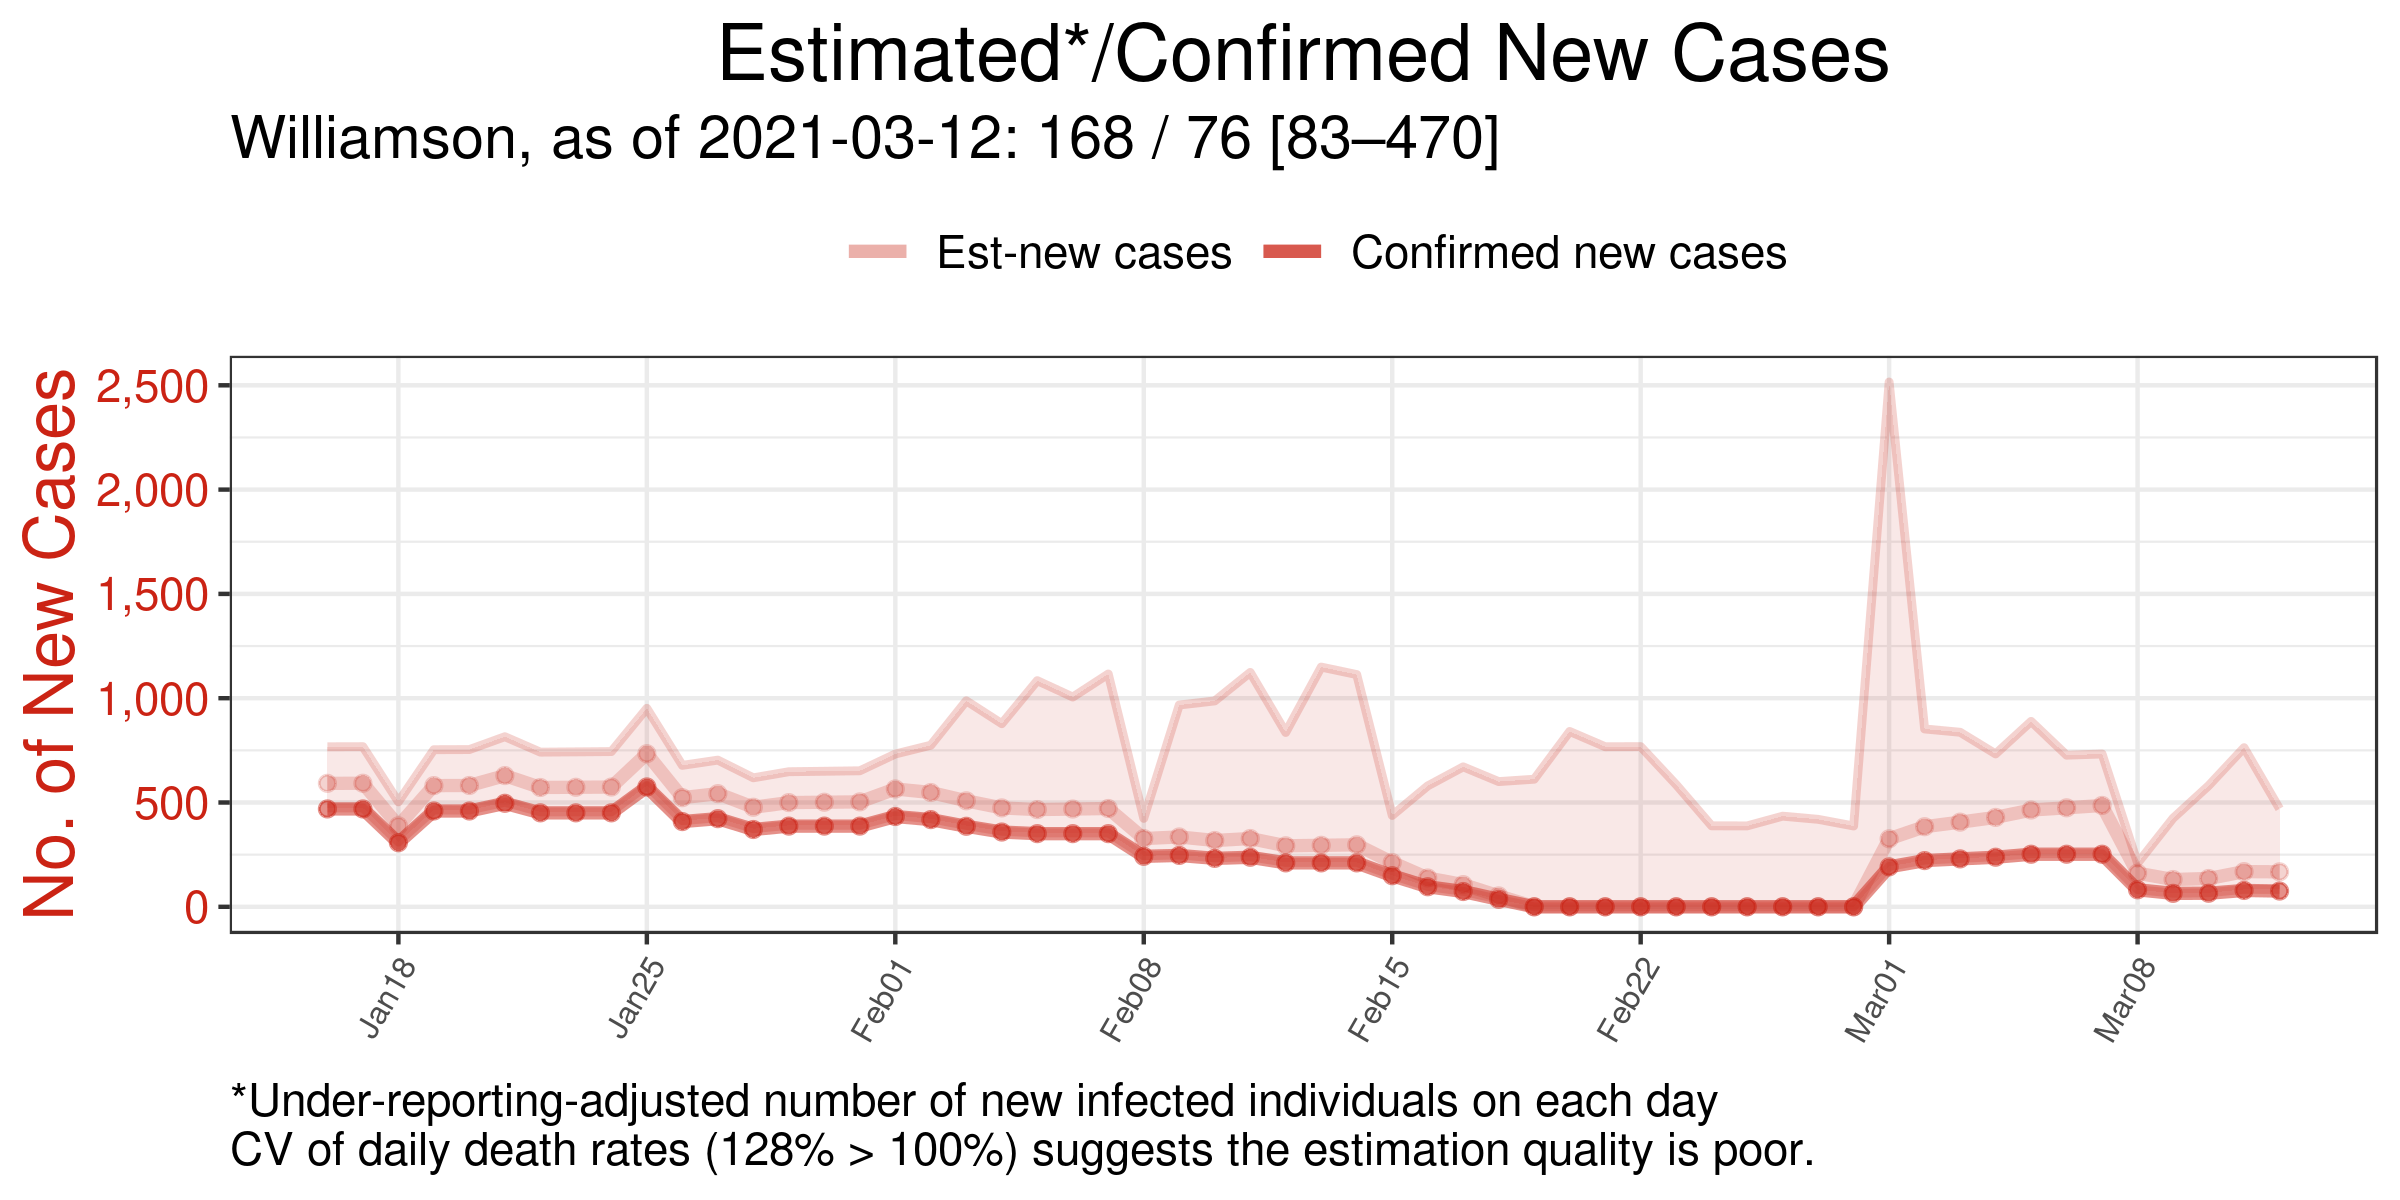 Estimated*/Confirmed New Cases
Williamson, as of 2021-03-12: 168 / 76 [83–470]
Est-new cases Confirmed new cases
No. of New Cases
2,500
2,000
1,500
1,000
500
0
Jan18 Jan25 Feb01 Feb08 Feb15 Feb22 Mar01 Mar08
*Under-reporting-adjusted number of new infected individuals on each day
CV of daily death rates (128% > 100%) suggests the estimation quality is poor.